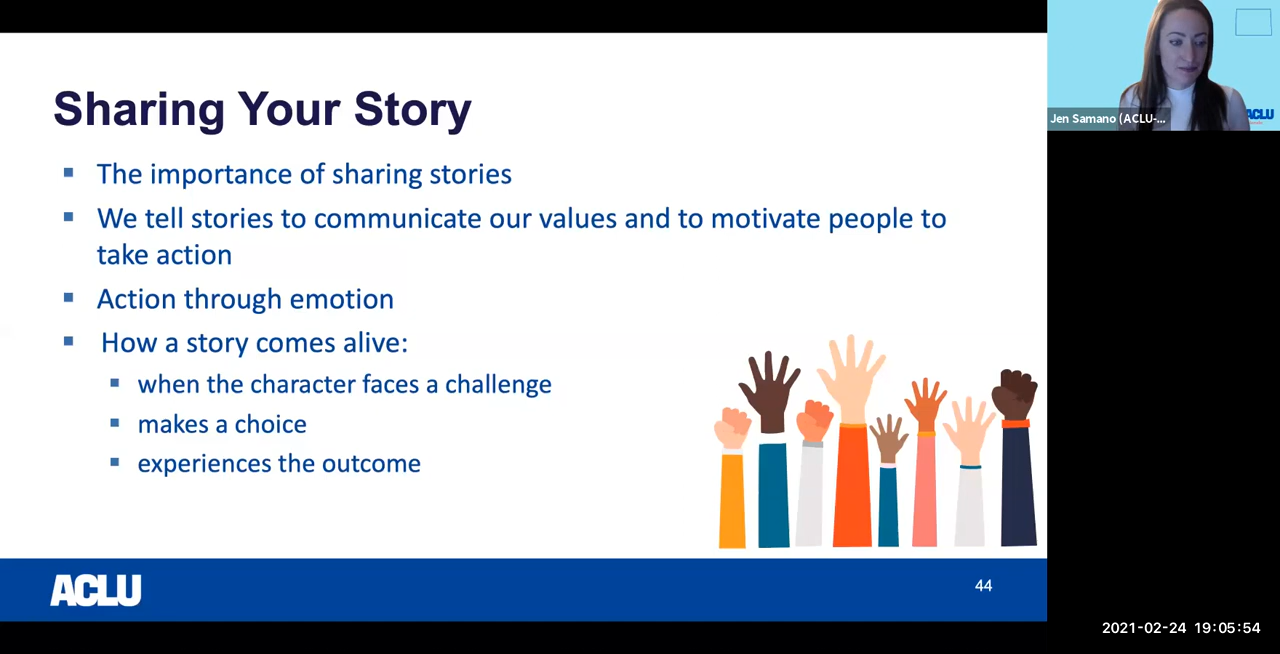 Sharing Your Story
The importance of sharing stories
We tell stories to communicate our values and to motivate people to
take action
Action through emotion
How a story comes alive:
when the character faces a challenge
makes a choice
experiences the outcome
ACLU
44
ACLU
Jen Samano (ACLU-...
2021-02-24 19:05:54